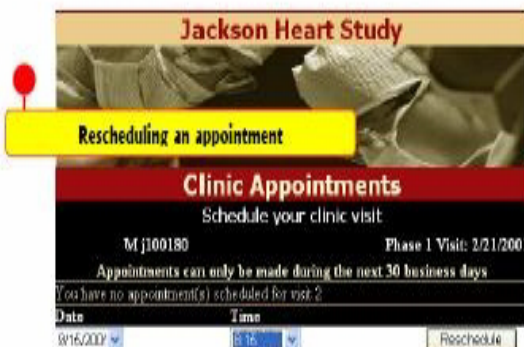 Jackson Heart Study
Rescheduling an appointment
Clinic Appointments
Schedule your clinic visit
M j100180 Phase 1 Visit: 2/21/200
Appointments can only be made during the next 30 business days
You have no appointment(s) scheduled for visit 2
Date Time
8:16 Reschedule